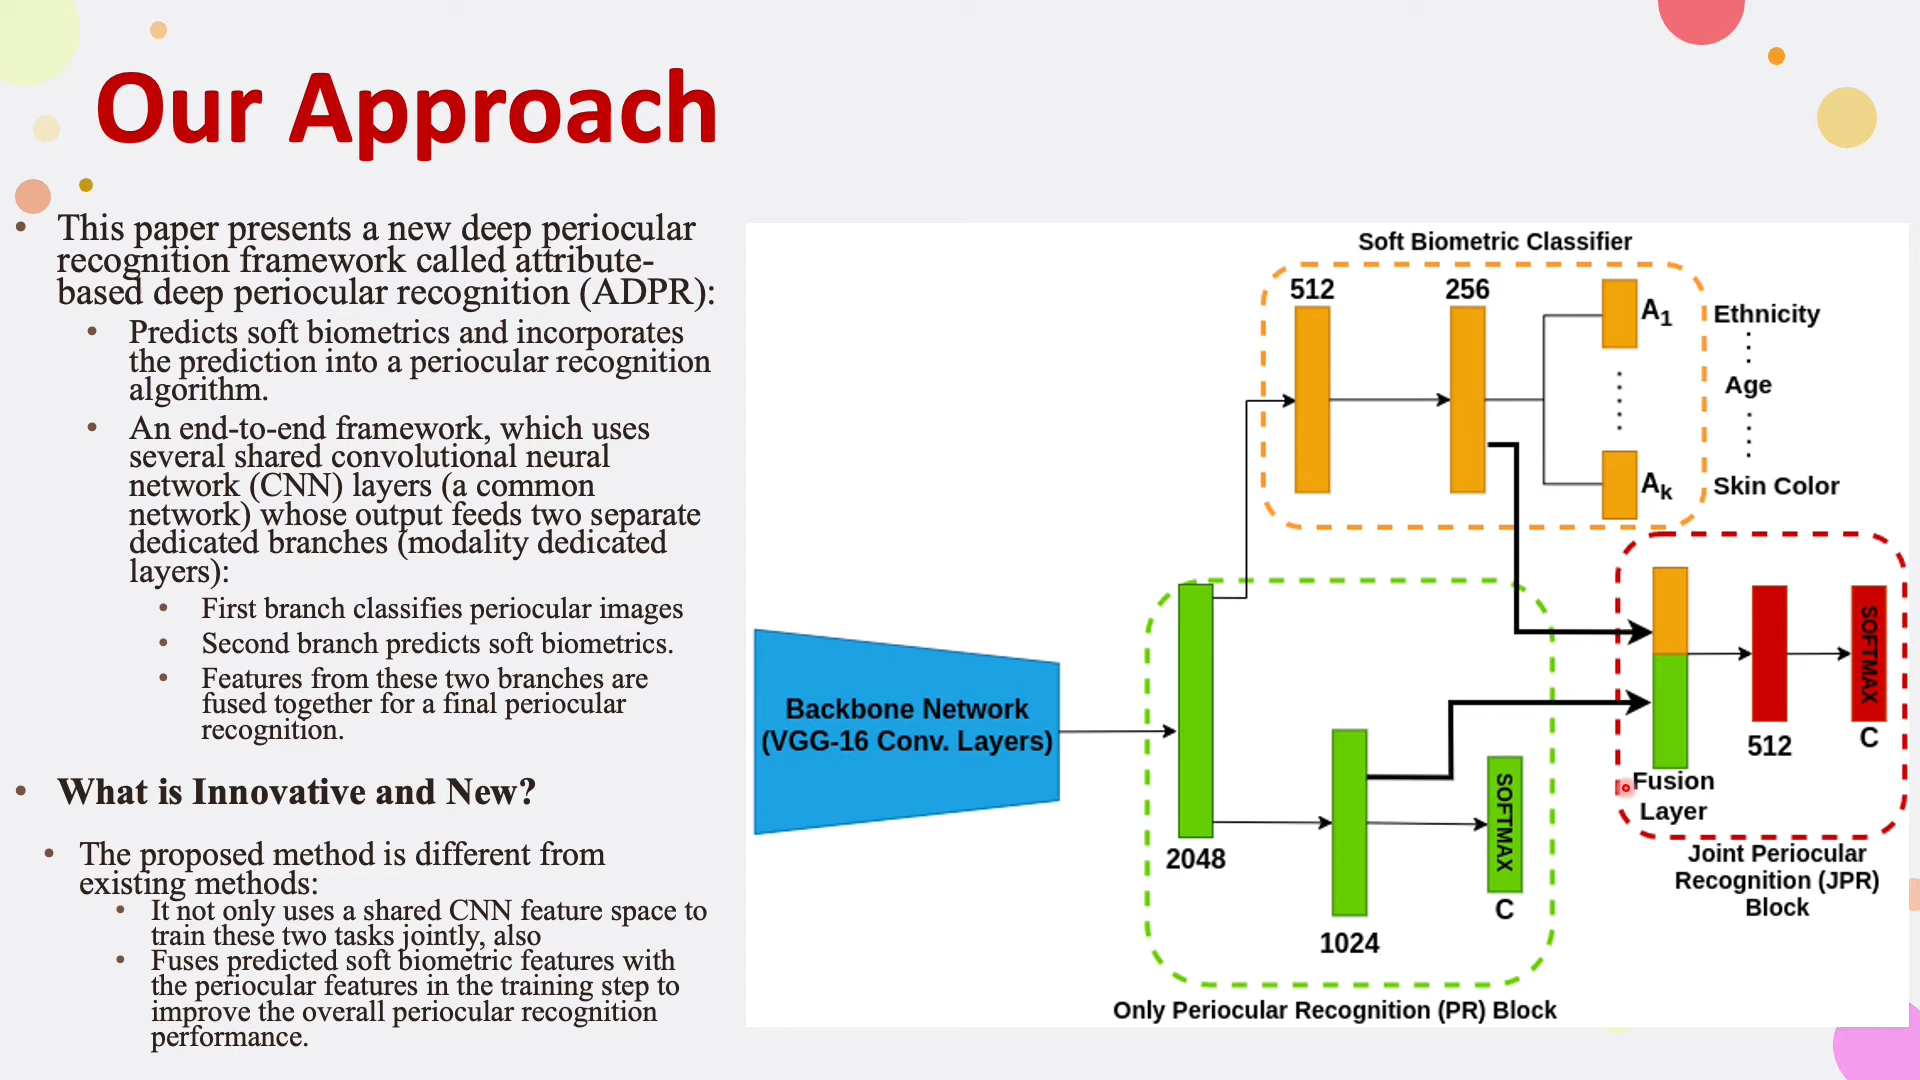 Our Approach
• This paper presents a new deep periocular
recognition framework called attribute-
based deep periocular recognition (ADPR):
• Predicts soft biometrics and incorporates
the prediction into a periocular recognition
algorithm.
• An end-to-end framework, which uses
several shared convolutional neural
network (CNN) layers (a common
network) whose output feeds two separate
dedicated branches (modality dedicated
layers):
• First branch classifies periocular images
• Second branch predicts soft biometrics.
• Features from these two branches are
fused together for a final periocular
recognition.
• What is Innovative and New?
• The proposed method is different from
existing methods:
• It not only uses a shared CNN feature space to
train these two tasks jointly, also
• Fuses predicted soft biometric features with
the periocular features in the training step to
improve the overall periocular recognition
performance.
Soft Biometric Classifier
512
256
A1
Ethnicity
Age
Ak
Skin Color
Backbone Network
(VGG-16 Conv. Layers)
2048
1024
SOFTMAX
C
Only Periocular Recognition (PR) Block
Fusion
Layer
512
SOFTMAX
C
Joint Periocular
Recognition (JPR)
Block